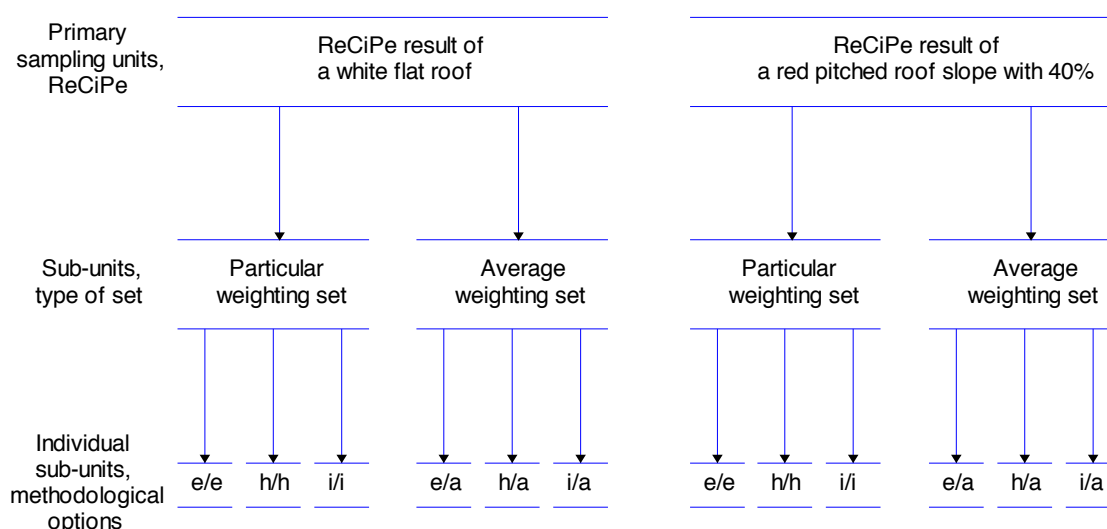 Primary
sampling units,
ReCiPe
ReCiPe result of
a white flat roof
ReCiPe result of
a red pitched roof slope with 40%
Sub-units,
type of set
Particular
weighting set
Average
weighting set
Particular
weighting set
Average
weighting set
Individual
sub-units,
methodological
options
e/e h/h i/i e/a h/a i/a e/e h/h i/i e/a h/a i/a